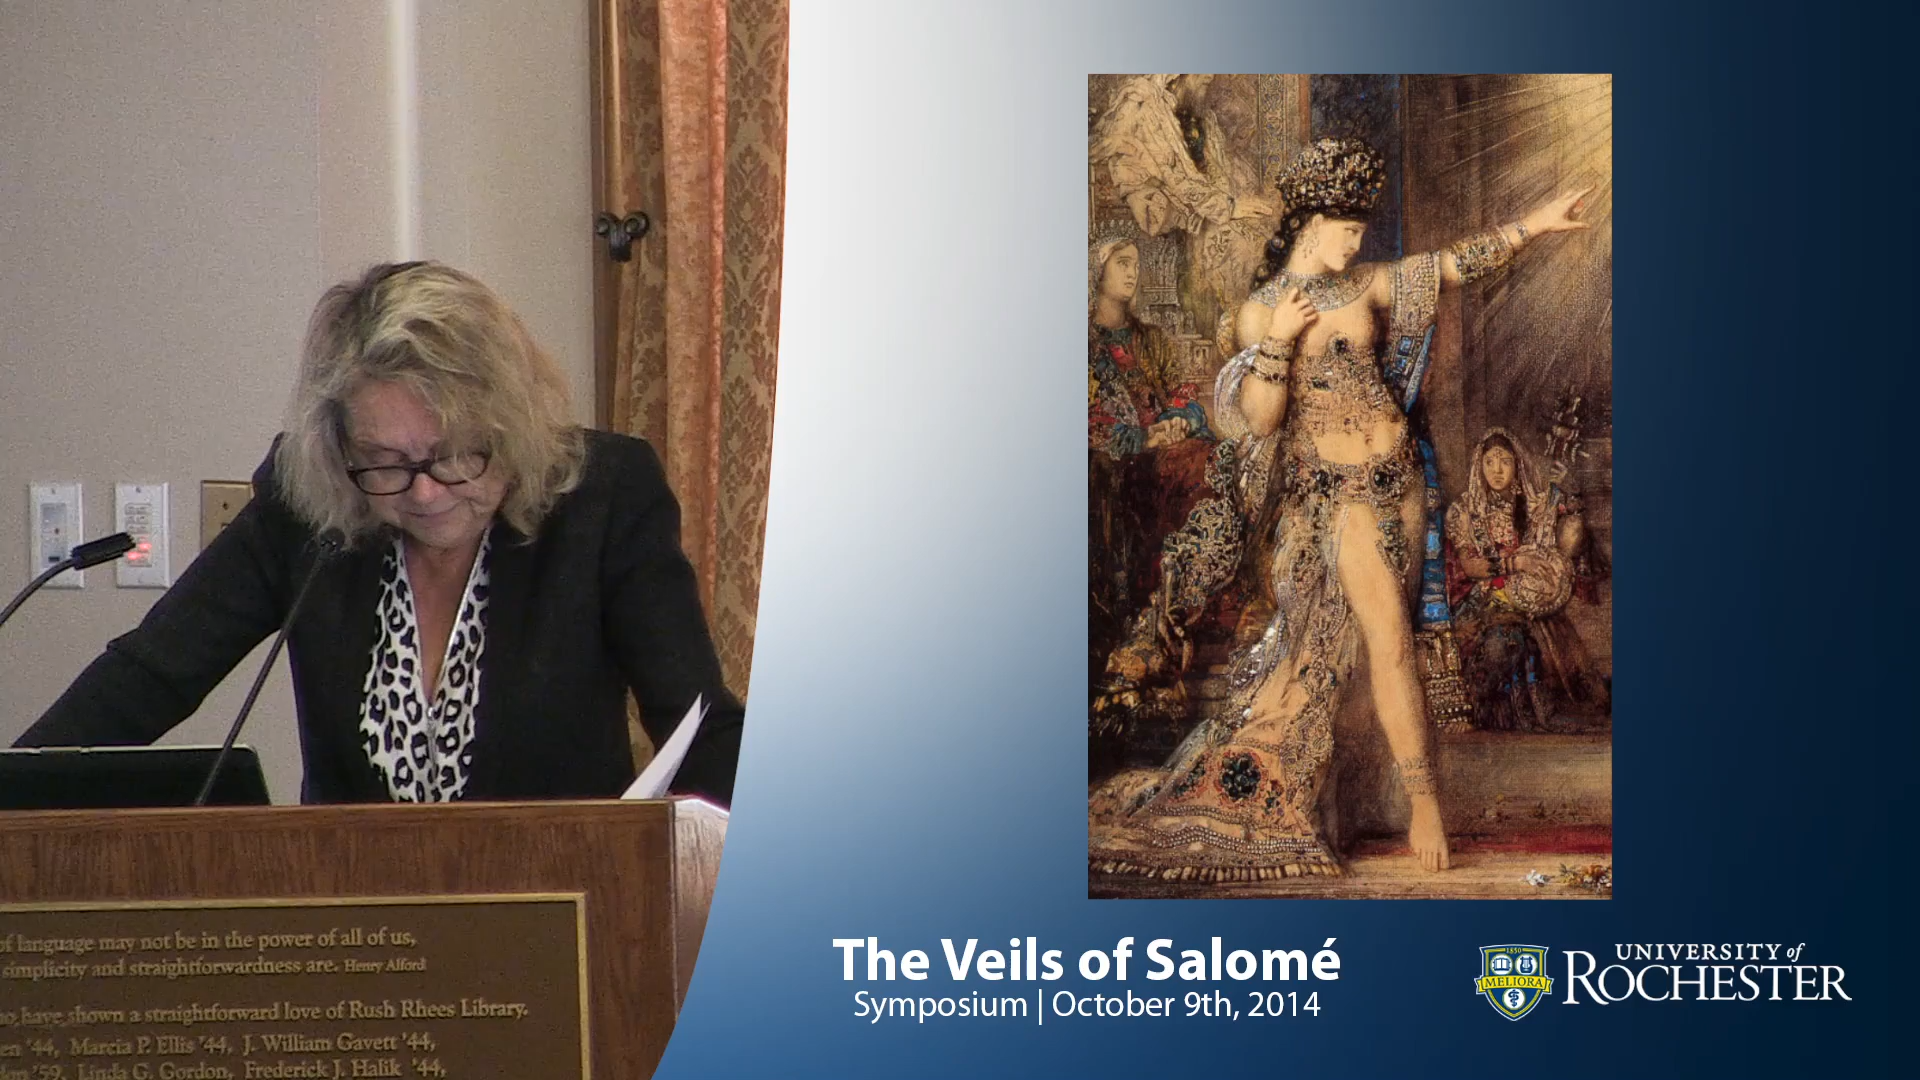 of language may not be in the power of all of us,
simplicity and straightforwardness are. Henry Alford
have shown a straightforward love of Rush Rhees Library.
'44, Marcia P. Ellis '44, J. William Gavett '44,
'59, Linda G. Gordon, Frederick J. Halik '44,
The Veils of Salomé
Symposium | October 9th, 2014
1850
MELIORA
UNIVERSITY of
ROCHESTER